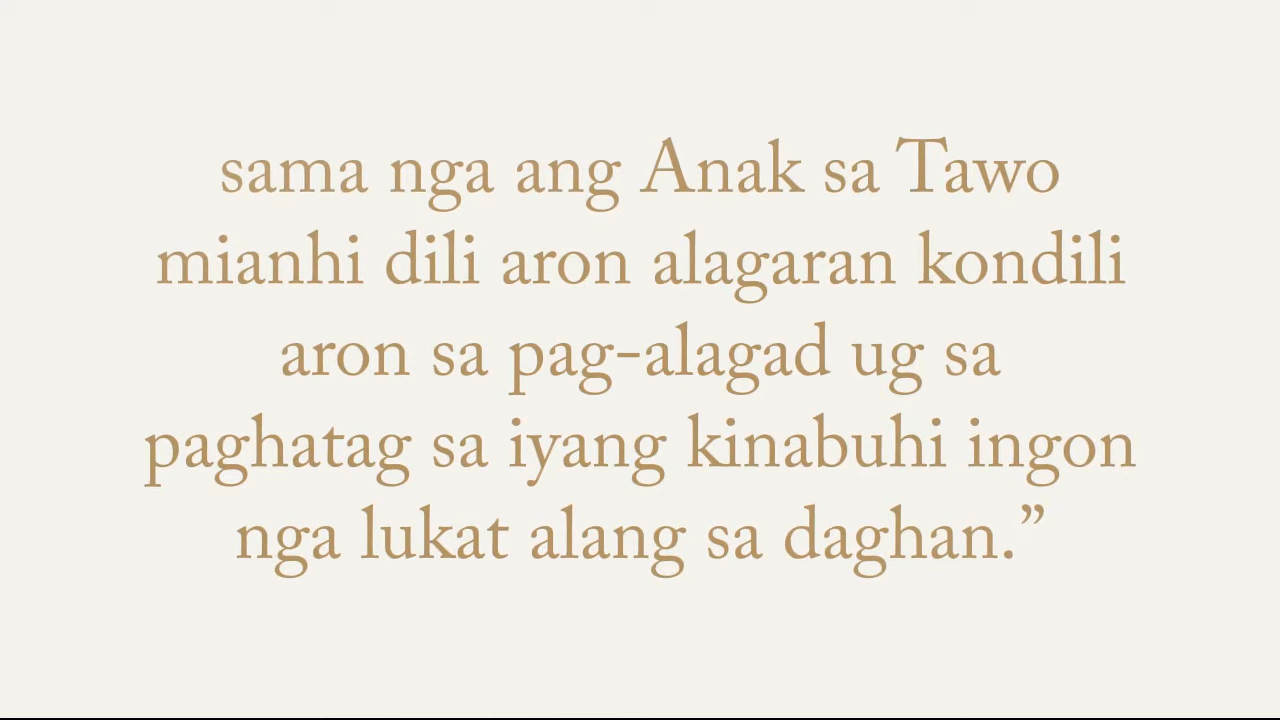 sama nga ang Anak sa Tawo
mianhi dili aron alagaran kondili
aron sa pag-alagad ug sa
paghatag sa iyang kinabuhi ingon
nga lukat alang sa daghan.”